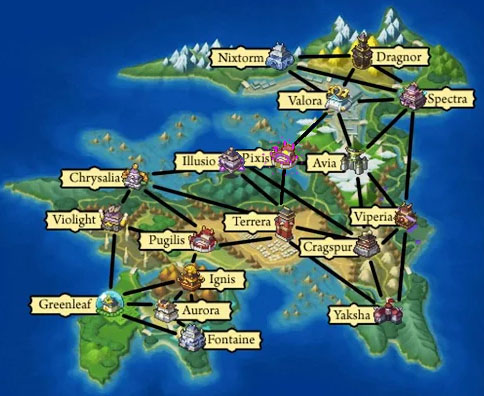 Nixtorm
Dragnor
Valora
Spectra
Illusio
Pixis
Avia
Chrysalia
Violight
Terrera
Viperia
Pugilis
Cragspur
Ignis
Greenleaf
Aurora
Yaksha
Fontaine